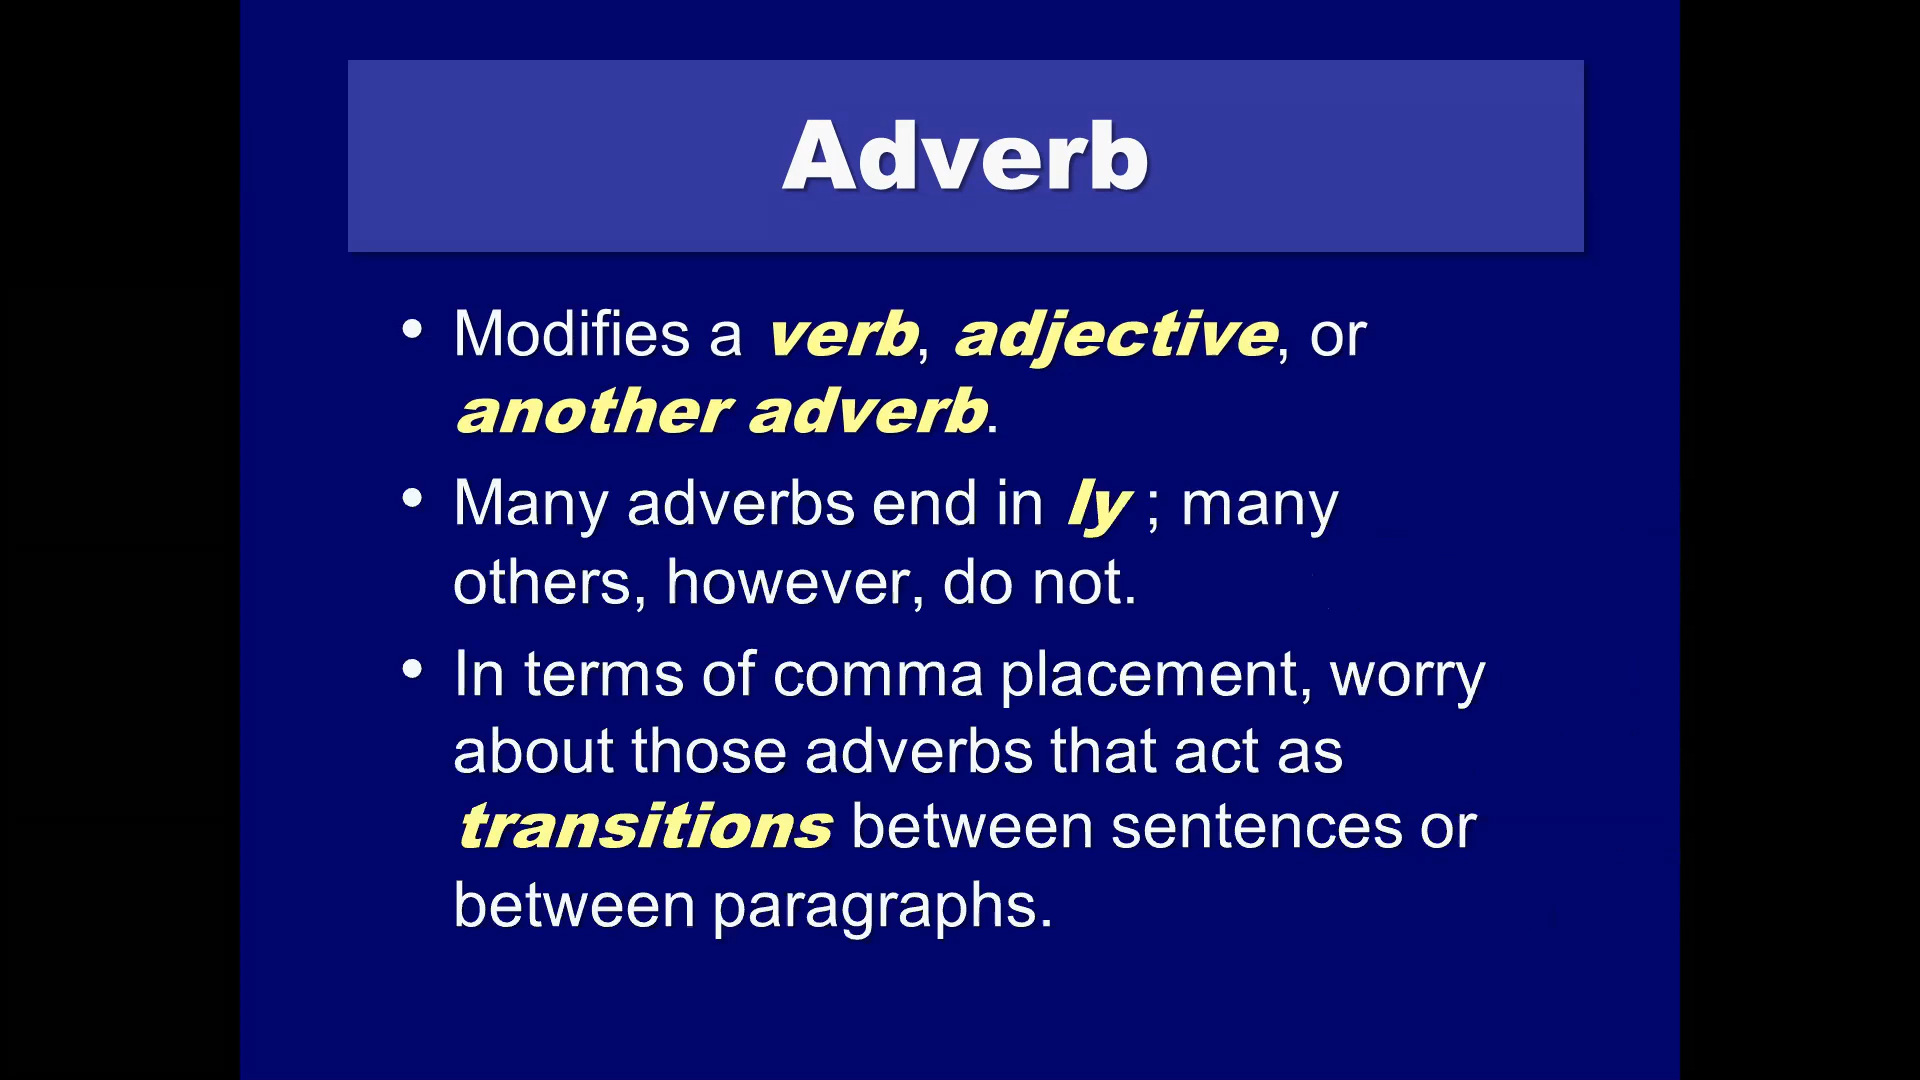 Adverb
• Modifies a verb, adjective, or
another adverb.
• Many adverbs end in ly ; many
others, however, do not.
• In terms of comma placement, worry
about those adverbs that act as
transitions between sentences or
between paragraphs.